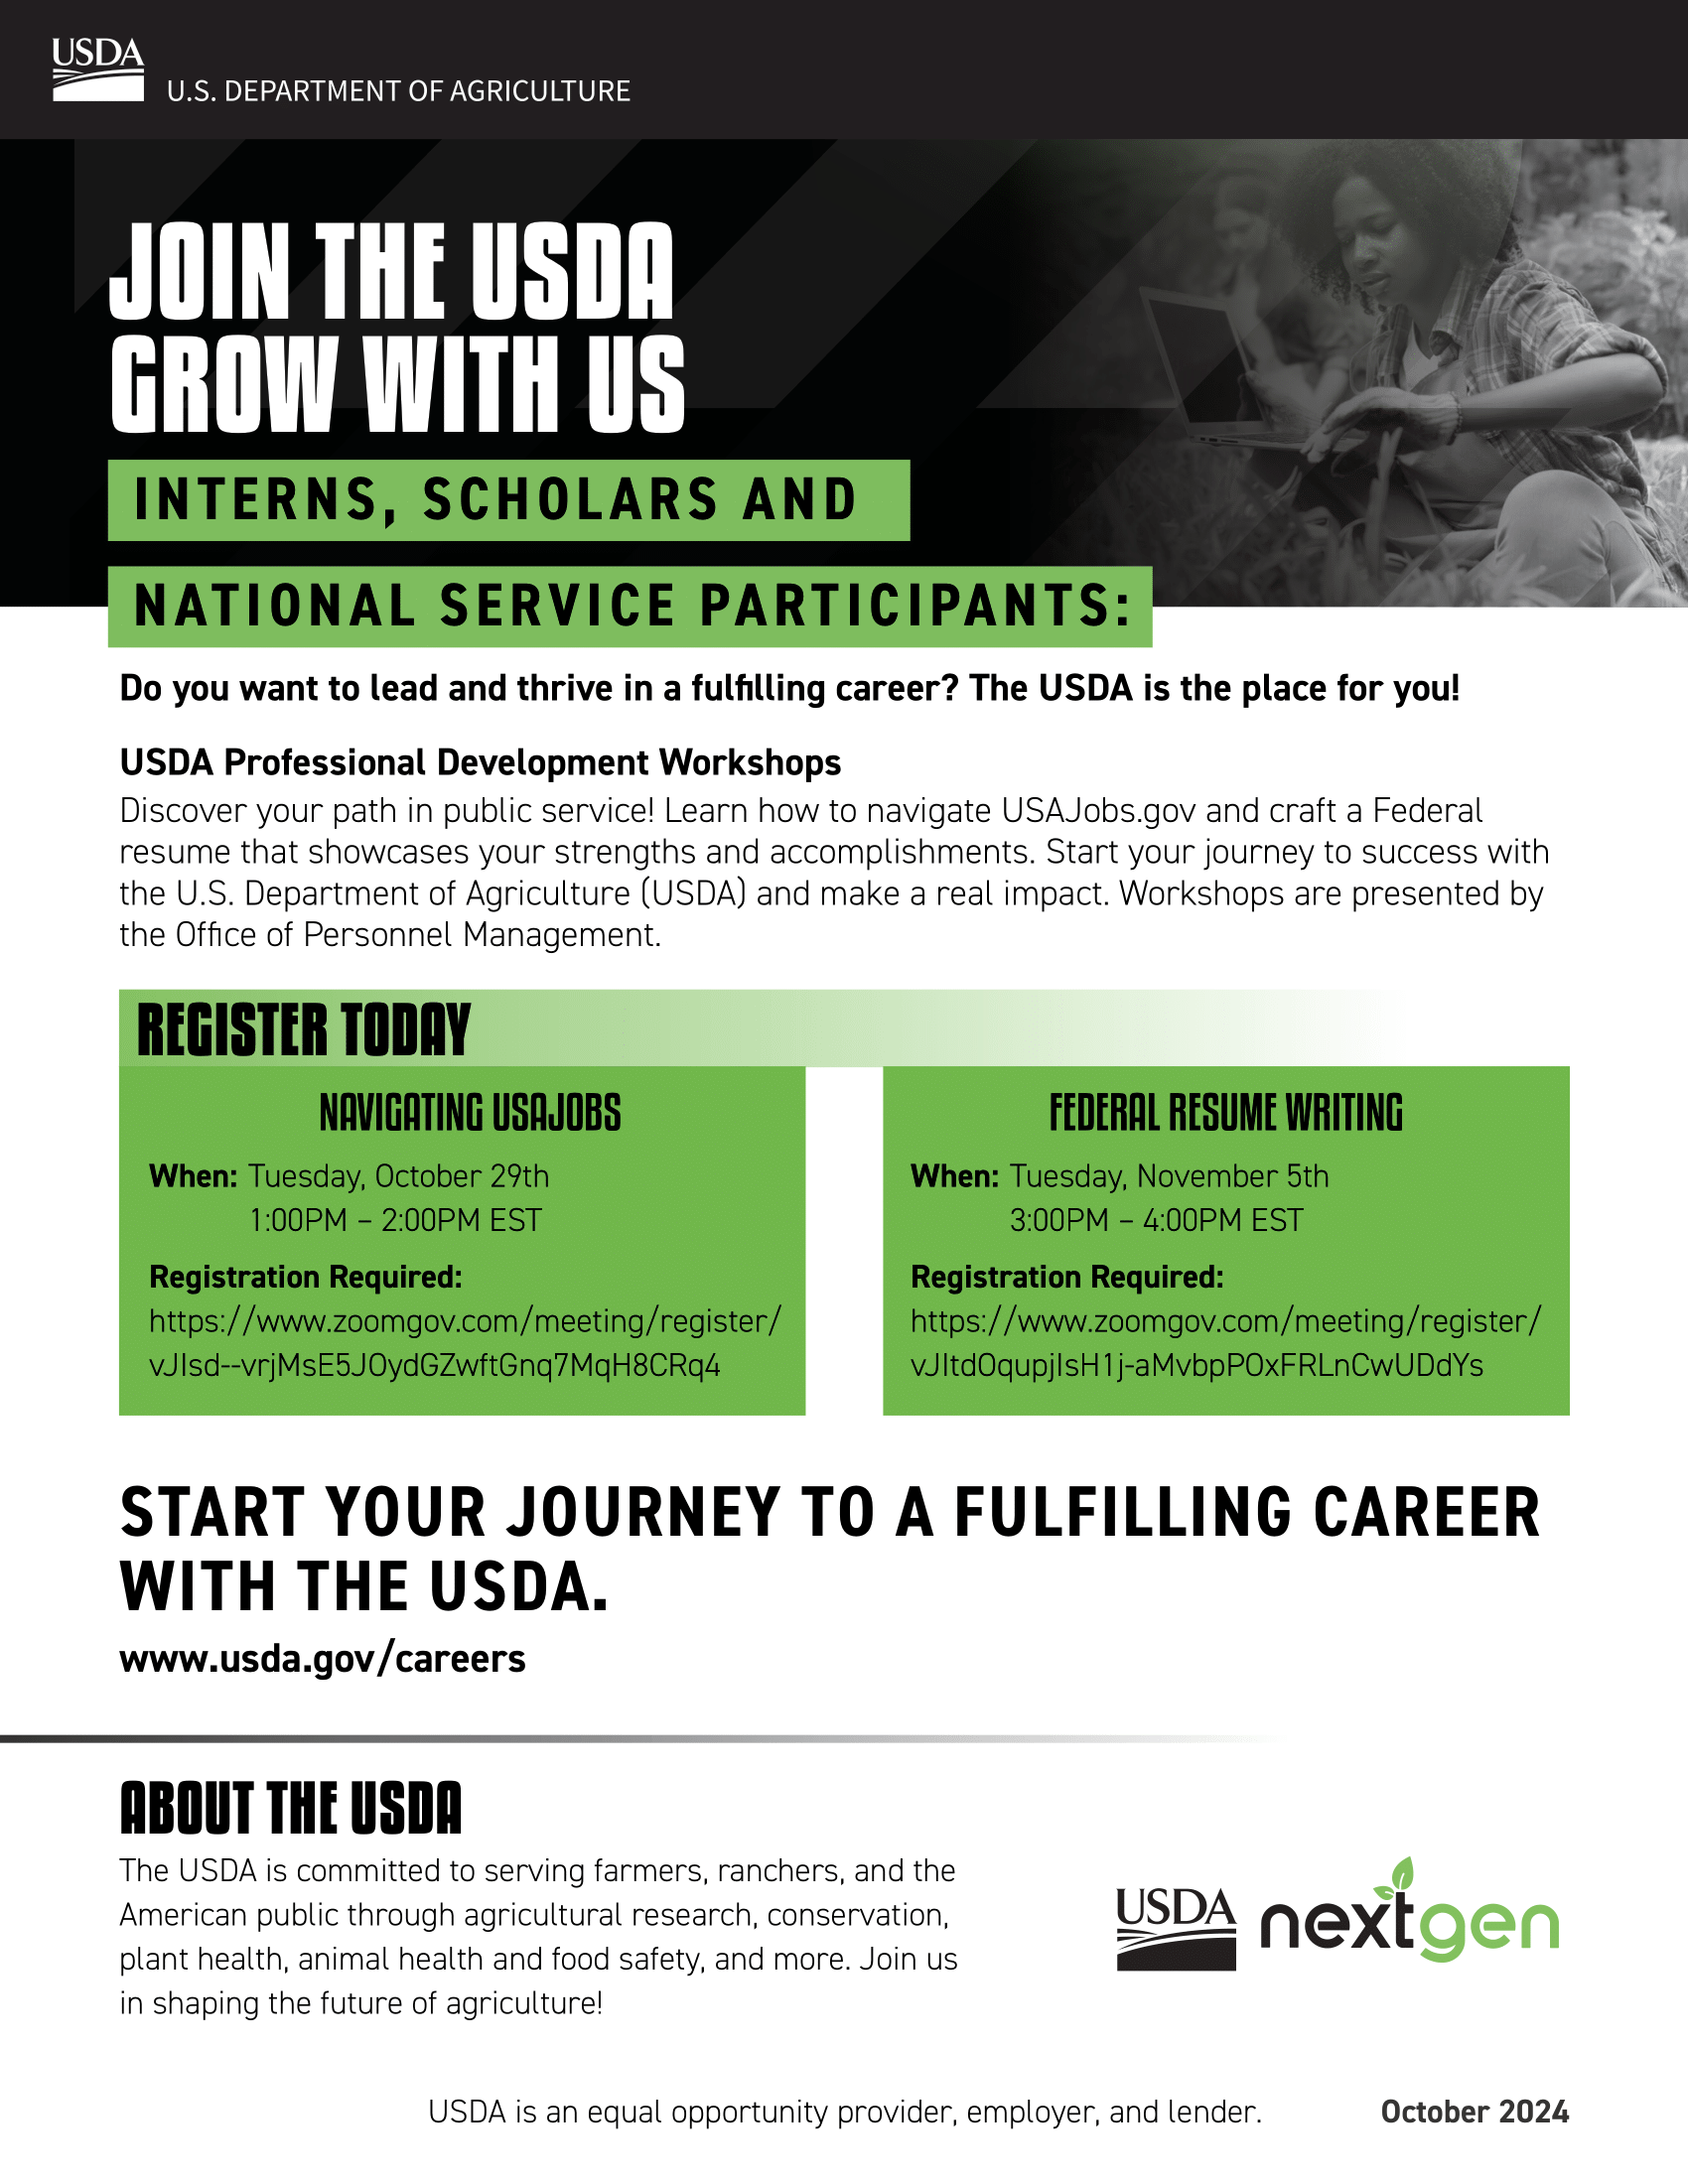 USDA
U.S. DEPARTMENT OF AGRICULTURE
JOIN THE USDA
GROW WITH US
INTERNS, SCHOLARS AND
NATIONAL SERVICE PARTICIPANTS:
Do you want to lead and thrive in a fulfilling career? The USDA is the place for you!
USDA Professional Development Workshops
Discover your path in public service! Learn how to navigate USAJobs.gov and craft a Federal
resume that showcases your strengths and accomplishments. Start your journey to success with
the U.S. Department of Agriculture (USDA) and make a real impact. Workshops are presented by
the Office of Personnel Management.
REGISTER TODAY
NAVIGATING USAJOBS
When: Tuesday, October 29th
1:00PM – 2:00PM EST
Registration Required:
https://www.zoomgov.com/meeting/register/
vJIsd--vrjMsE5JOydGZwftGnq7MqH8CRq4
FEDERAL RESUME WRITING
When: Tuesday, November 5th
3:00PM – 4:00PM EST
Registration Required:
https://www.zoomgov.com/meeting/register/
vJItdOqupjIsH1j-aMvbpPOxFRLnCwUDdYs
START YOUR JOURNEY TO A FULFILLING CAREER
WITH THE USDA.
www.usda.gov/careers
ABOUT THE USDA
The USDA is committed to serving farmers, ranchers, and the
American public through agricultural research, conservation,
plant health, animal health and food safety, and more. Join us
in shaping the future of agriculture!
USDA nextgen
USDA is an equal opportunity provider, employer, and lender.
October 2024